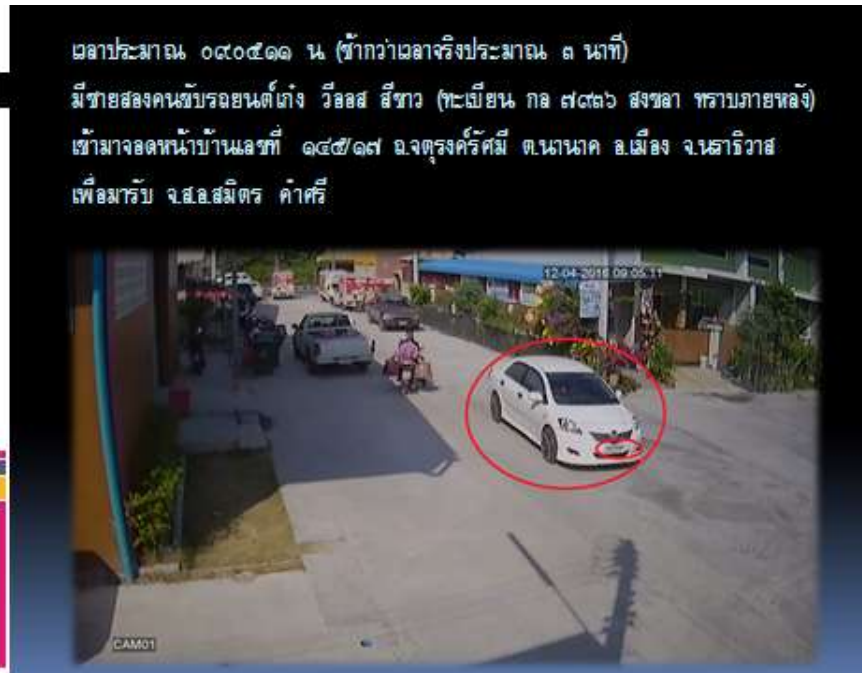 เวลาประมาณ ๐๙๐๕๑๑ น. (ช้ากว่าเวลาจริงประมาณ ๓ นาที)
มีชายสองคนขับรถยนต์เก๋ง วีออส สีขาว (ทะเบียน กล ๗๙๓๖ สงขลา ทราบภายหลัง)
เข้ามาจอดหน้าบ้านเลขที่ ๑๔๕/๑๗ ถ.จตุรงค์รัศมี ต.นานาค อ.เมือง จ.นราธิวาส
เพื่อมารับ จ.ส.อ.สมิตร คำศรี
12-04-2016 09:05:11
CAM01